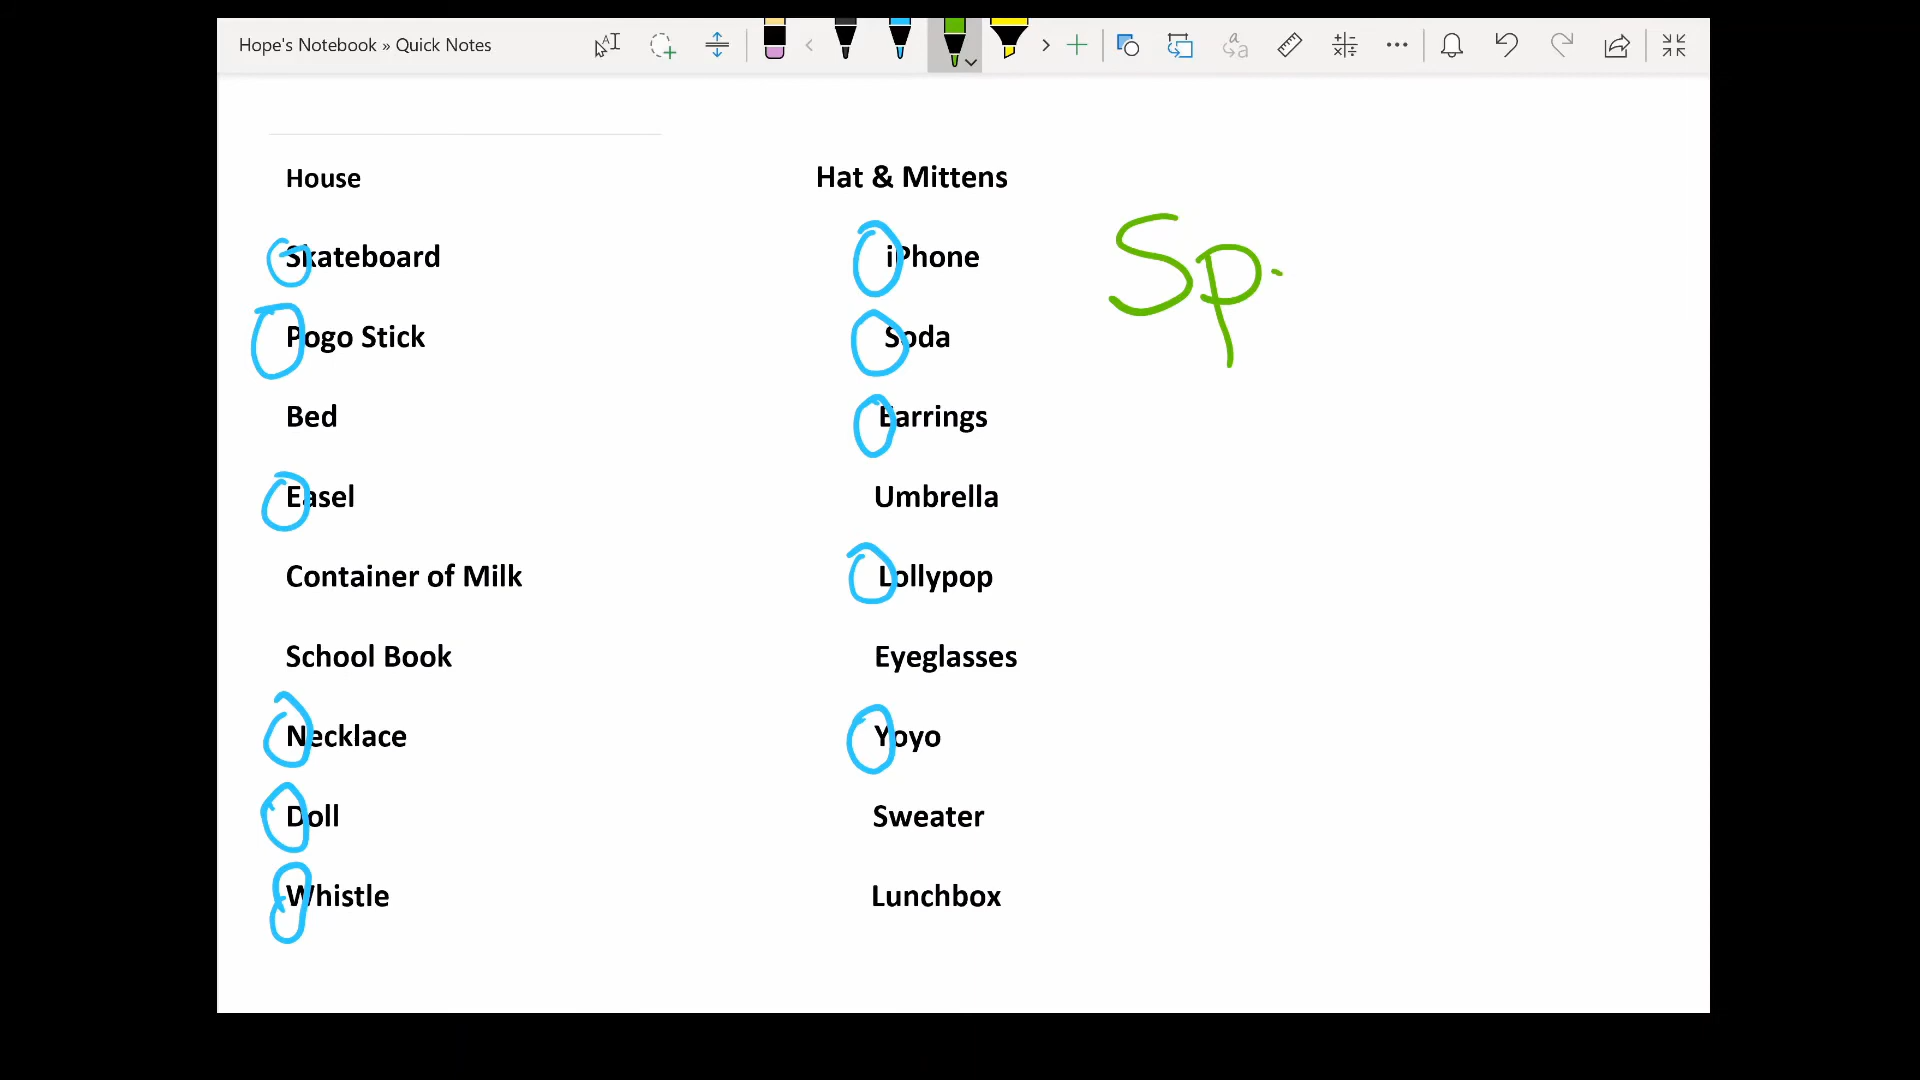 Hope's Notebook » Quick Notes
House
Skateboard
Pogo Stick
Bed
Easel
Container of Milk
School Book
Necklace
Doll
Whistle
Hat & Mittens
iPhone
Soda
Earrings
Umbrella
Lollypop
Eyeglasses
Yoyo
Sweater
Lunchbox
Sp